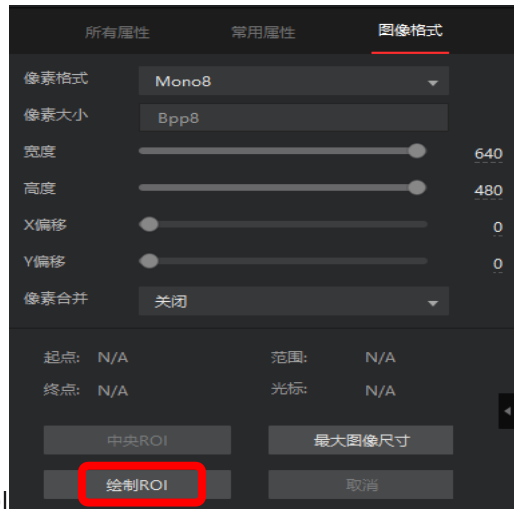 所有属性 常用属性 图像格式
像素格式 Mono8
像素大小 Bpp8
宽度 640
高度 480
X偏移 0
Y偏移 0
像素合并 关闭
起点: N/A 范围: N/A
终点: N/A 光标: N/A
中央ROI 最大图像尺寸
绘制ROI 取消